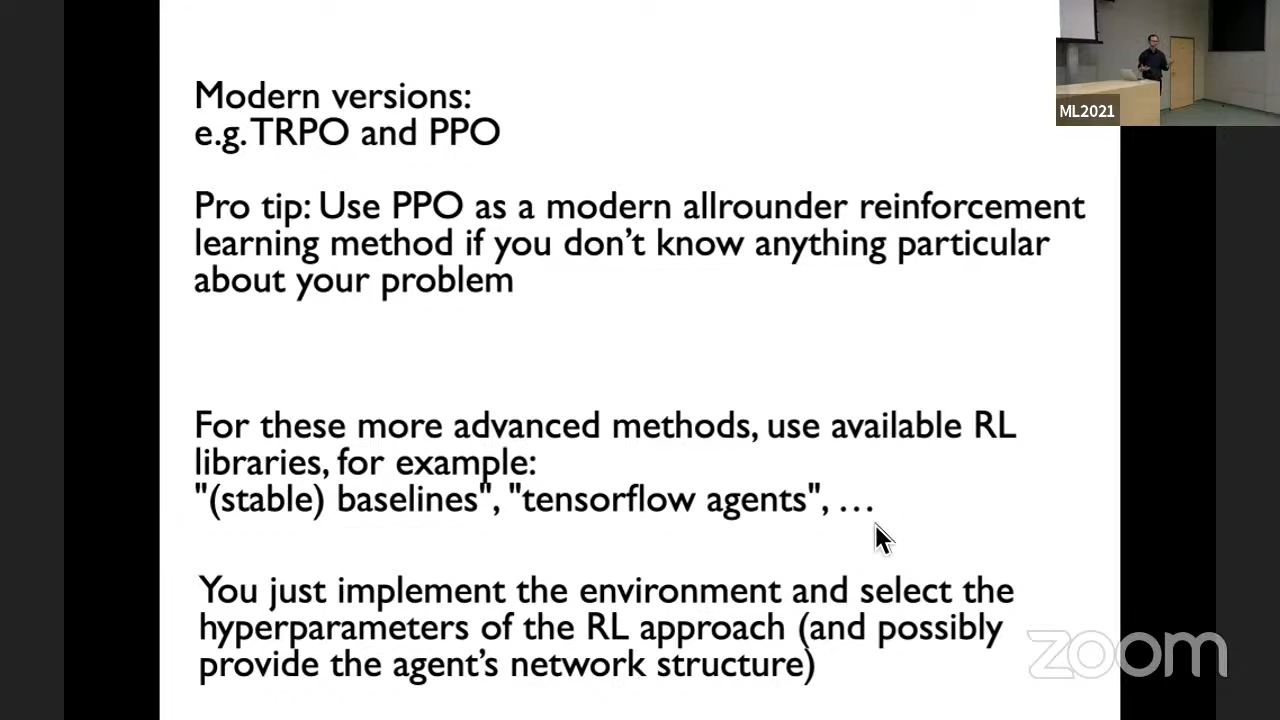 Modern versions:
e.g. TRPO and PPO
ML2021
Pro tip: Use PPO as a modern allrounder reinforcement
learning method if you don’t know anything particular
about your problem
For these more advanced methods, use available RL
libraries, for example:
"(stable) baselines", "tensorflow agents", …
You just implement the environment and select the
hyperparameters of the RL approach (and possibly
provide the agent’s network structure)
zoom